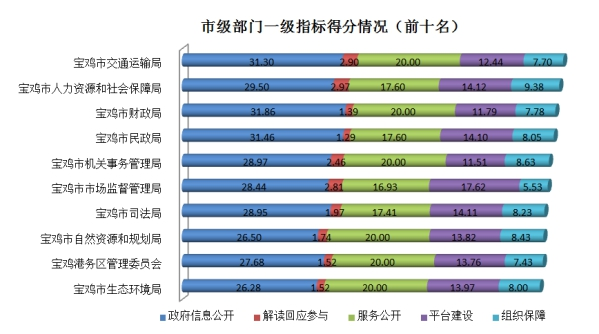 市级部门一级指标得分情况（前十名）
宝鸡市交通运输局 31.30 2.90 20.00 12.44 7.70
宝鸡市人力资源和社会保障局 29.50 2.97 17.60 14.12 9.38
宝鸡市财政局 31.86 1.39 20.00 11.79 7.78
宝鸡市民政局 31.46 1.29 17.60 14.10 8.05
宝鸡市机关事务管理局 28.97 2.46 20.00 11.51 8.63
宝鸡市市场监督管理局 28.44 2.81 16.93 17.62 5.53
宝鸡市司法局 28.95 1.97 17.41 14.11 8.23
宝鸡市自然资源和规划局 26.50 1.74 20.00 13.82 8.43
宝鸡港务区管理委员会 27.68 1.52 20.00 13.76 7.43
宝鸡市生态环境局 26.28 1.52 20.00 13.97 8.00
政府信息公开 解读回应参与 服务公开 平台建设 组织保障